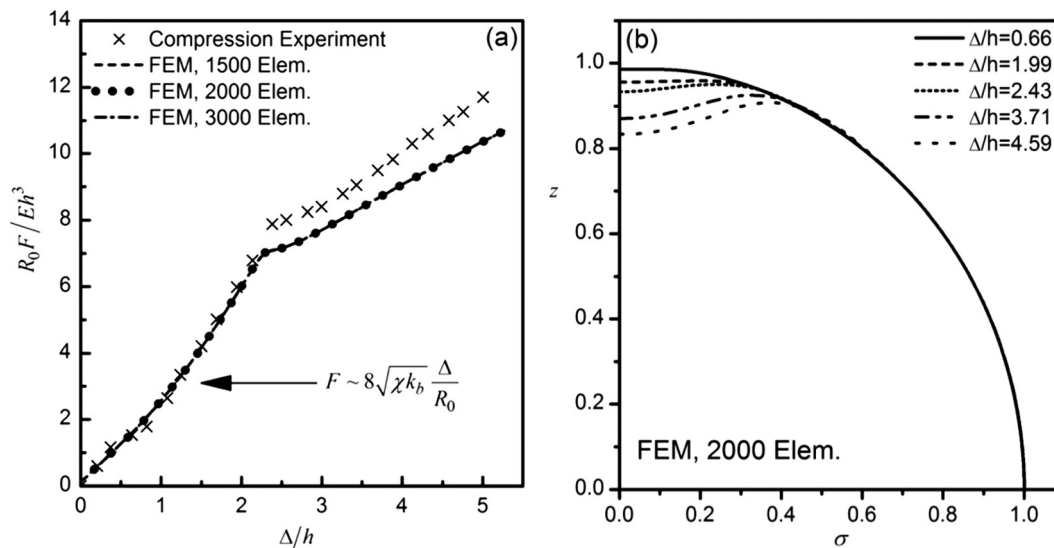 (a)
× Compression Experiment
FEM, 1500 Elem.
FEM, 2000 Elem.
FEM, 3000 Elem.
14
12
10
8
6
4
2
0
R₀F/Eh³
F ~ 8√χk_b Δ/R₀
0 1 2 3 4 5
Δ/h
(b)
Δ/h=0.66
Δ/h=1.99
Δ/h=2.43
Δ/h=3.71
Δ/h=4.59
1.0
0.8
0.6
0.4
0.2
0.0
z
FEM, 2000 Elem.
0.0 0.2 0.4 0.6 0.8 1.0
σ